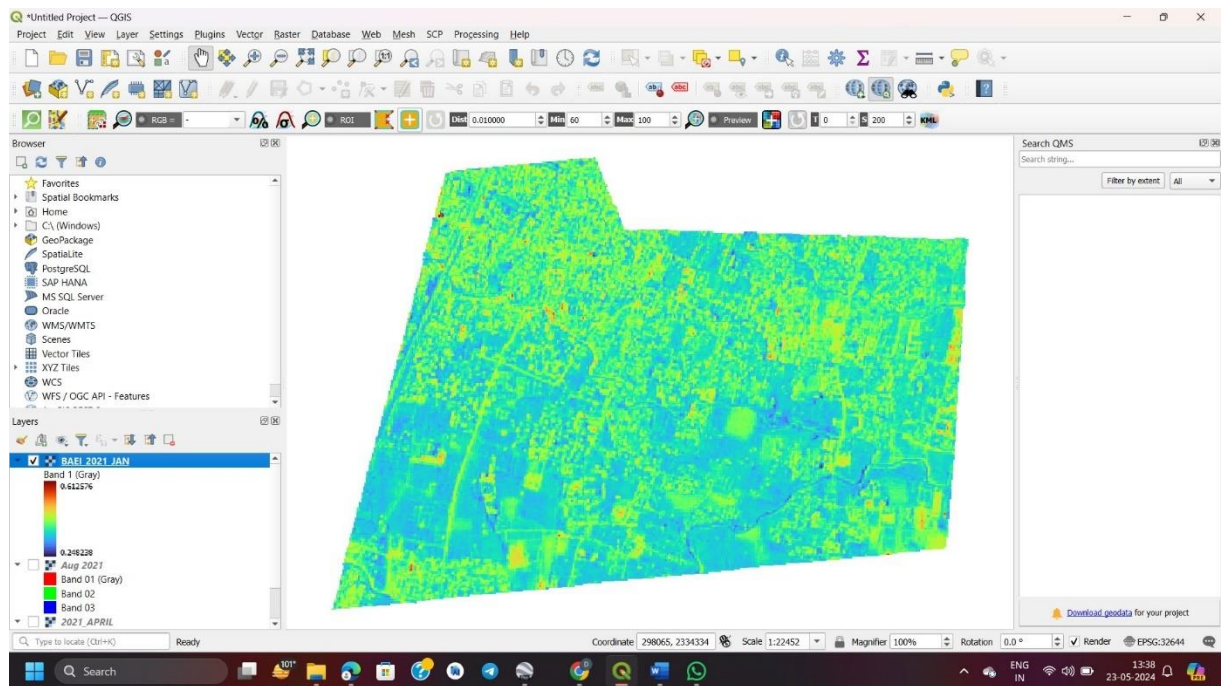 *Untitled Project — QGIS
Project Edit View Layer Settings Plugins Vector Raster Database Web Mesh SCP Processing Help
RGB = - ROI Dist 0.010000 Min 60 Max 100 Preview T 0 S 200 KML
Browser
Favorites
Spatial Bookmarks
Home
C:\ (Windows)
GeoPackage
SpatiaLite
PostgreSQL
SAP HANA
MS SQL Server
Oracle
WMS/WMTS
Scenes
Vector Tiles
XYZ Tiles
WCS
WFS / OGC API - Features
Layers
BAEI_2021_JAN
Band 1 (Gray)
0.612576
0.248238
Aug 2021
Band 01 (Gray)
Band 02
Band 03
2021_APRIL
Search QMS
Search string...
Filter by extent All
Download geodata for your project
Type to locate (Ctrl+K) Ready Coordinate 298065, 2334334 Scale 1:22452 Magnifier 100% Rotation 0.0 ° Render EPSG:32644
Search 101° ENG 13:38
IN 23-05-2024